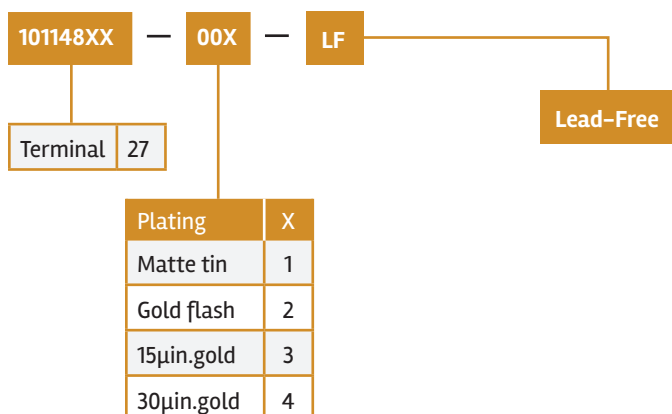 101148XX — 00X — LF
Lead-Free
Terminal 27
Plating X
Matte tin 1
Gold flash 2
15µin.gold 3
30µin.gold 4